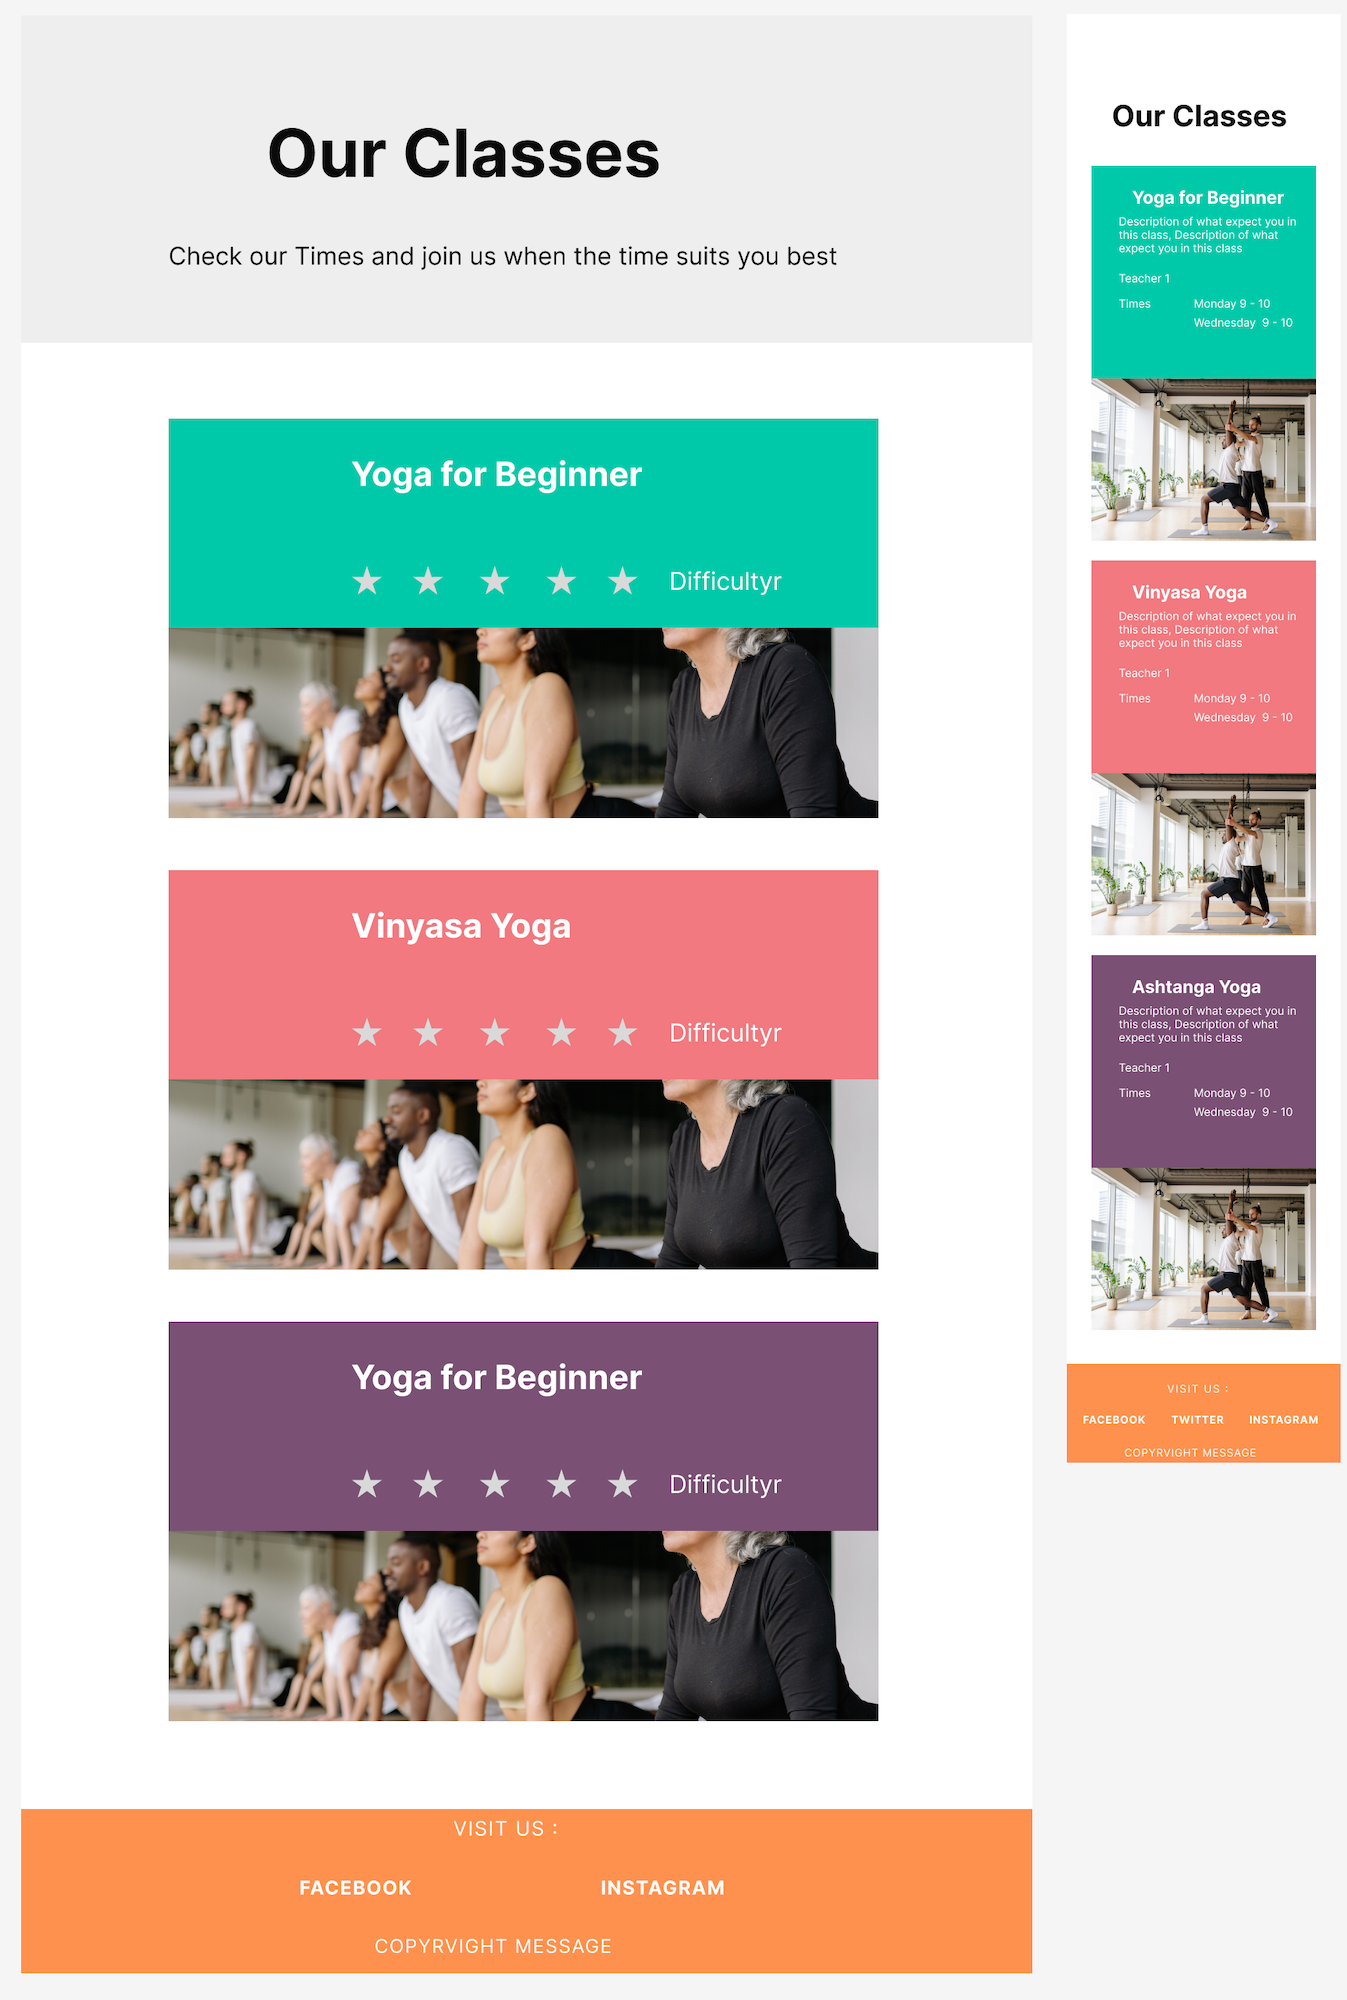 Our Classes
Check our Times and join us when the time suits you best
Yoga for Beginner
Difficultyr
Vinyasa Yoga
Difficultyr
Yoga for Beginner
Difficultyr
VISIT US :
FACEBOOK INSTAGRAM
COPYRVIGHT MESSAGE
Our Classes
Yoga for Beginner
Description of what expect you in
this class, Description of what
expect you in this class
Teacher 1
Times Monday 9 - 10
Wednesday 9 - 10
Vinyasa Yoga
Description of what expect you in
this class, Description of what
expect you in this class
Teacher 1
Times Monday 9 - 10
Wednesday 9 - 10
Ashtanga Yoga
Description of what expect you in
this class, Description of what
expect you in this class
Teacher 1
Times Monday 9 - 10
Wednesday 9 - 10
VISIT US :
FACEBOOK TWITTER INSTAGRAM
COPYRVIGHT MESSAGE